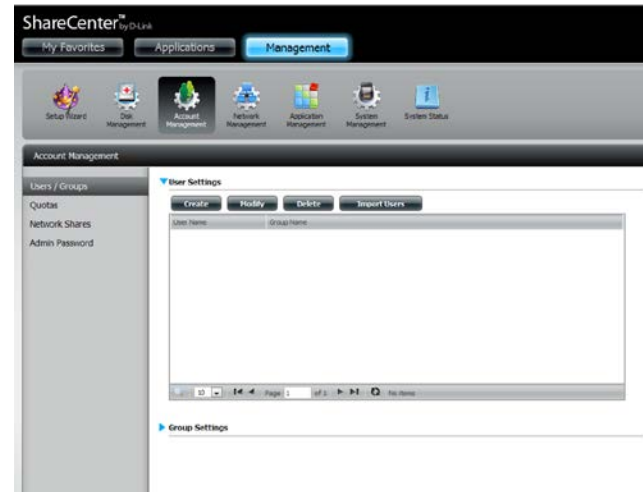 ShareCenter™ by D-Link
My Favorites Applications Management
Setup Wizard Disk Management Account Management Network Management Application Management System Management System Status
Account Management
Users / Groups
Quotas
Network Shares
Admin Password
User Settings
Create Modify Delete Import Users
User Name Group Name
10 Page 1 of 1 No items
Group Settings